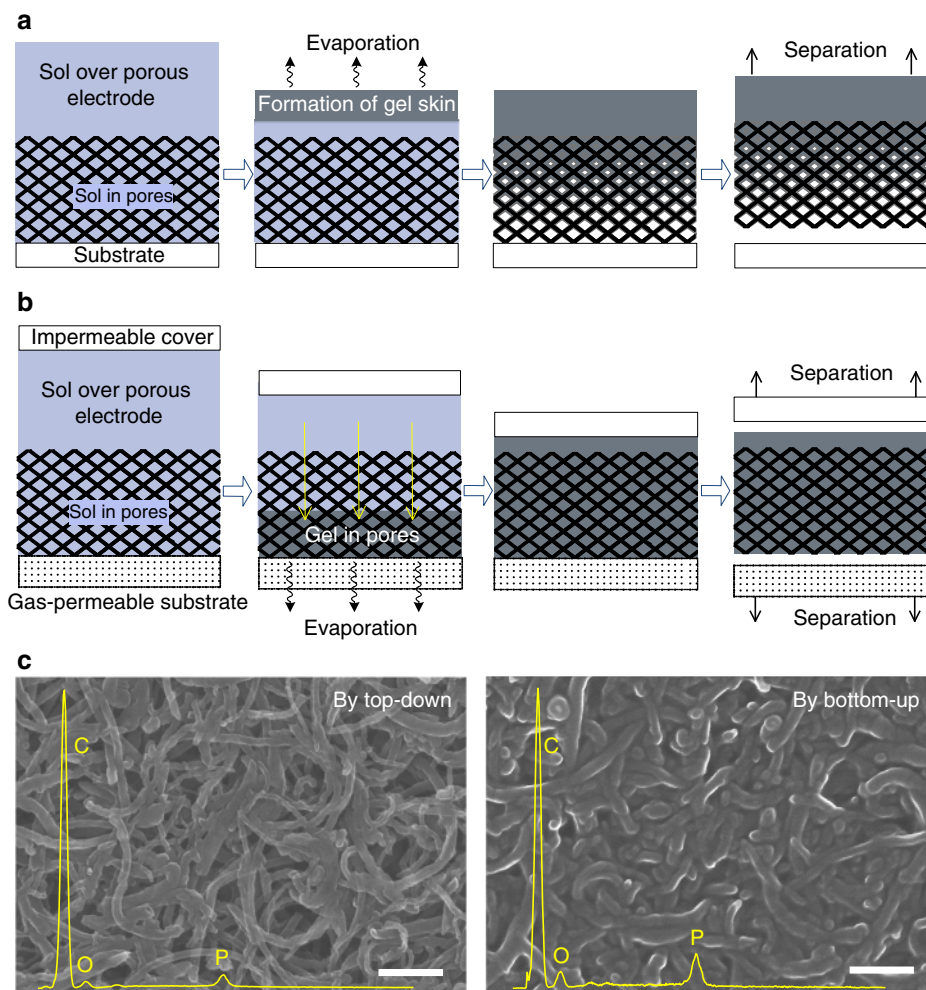 a
Evaporation
Separation
Sol over porous
electrode
Formation of gel skin
Sol in pores
Substrate
b
Impermeable cover
Separation
Sol over porous
electrode
Sol in pores
Gel in pores
Gas-permeable substrate
Evaporation
Separation
c
By top-down
C
O
P
By bottom-up
C
O
P